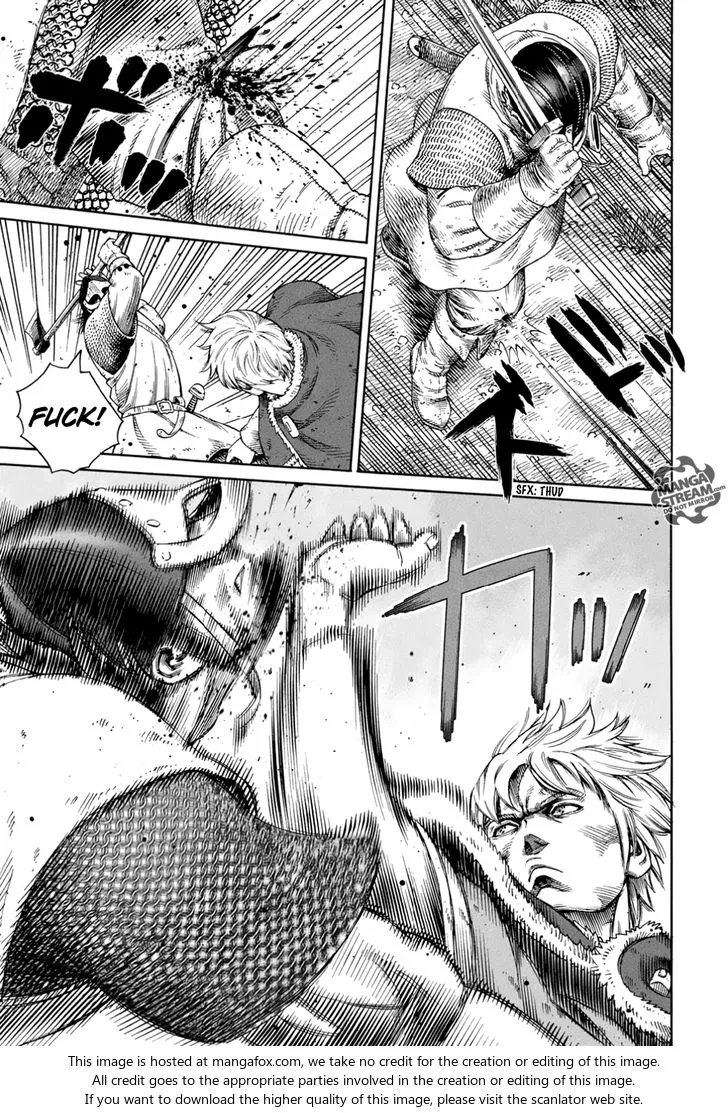 ボッ
SFX: THUD
FUCK!
カッ
MANGA
STREAM.com
DO NOT MIRROR
This image is hosted at mangafox.com, we take no credit for the creation or editing of this image.
All credit goes to the appropriate parties involved in the creation or editing of this image.
If you want to download the higher quality of this image, please visit the scanlator web site.